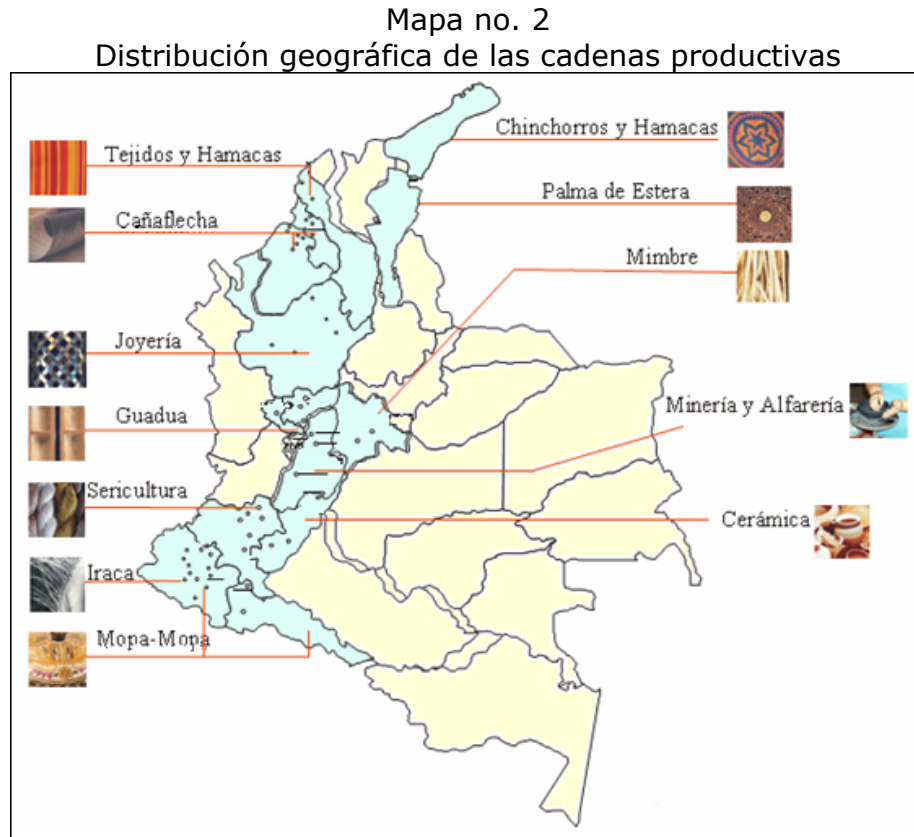 Mapa no. 2
Distribución geográfica de las cadenas productivas
Chinchorros y Hamacas
Tejidos y Hamacas
Palma de Estera
Cañaflecha
Mimbre
Joyería
Minería y Alfarería
Guadua
Sericultura
Cerámica
Iraca
Mopa-Mopa